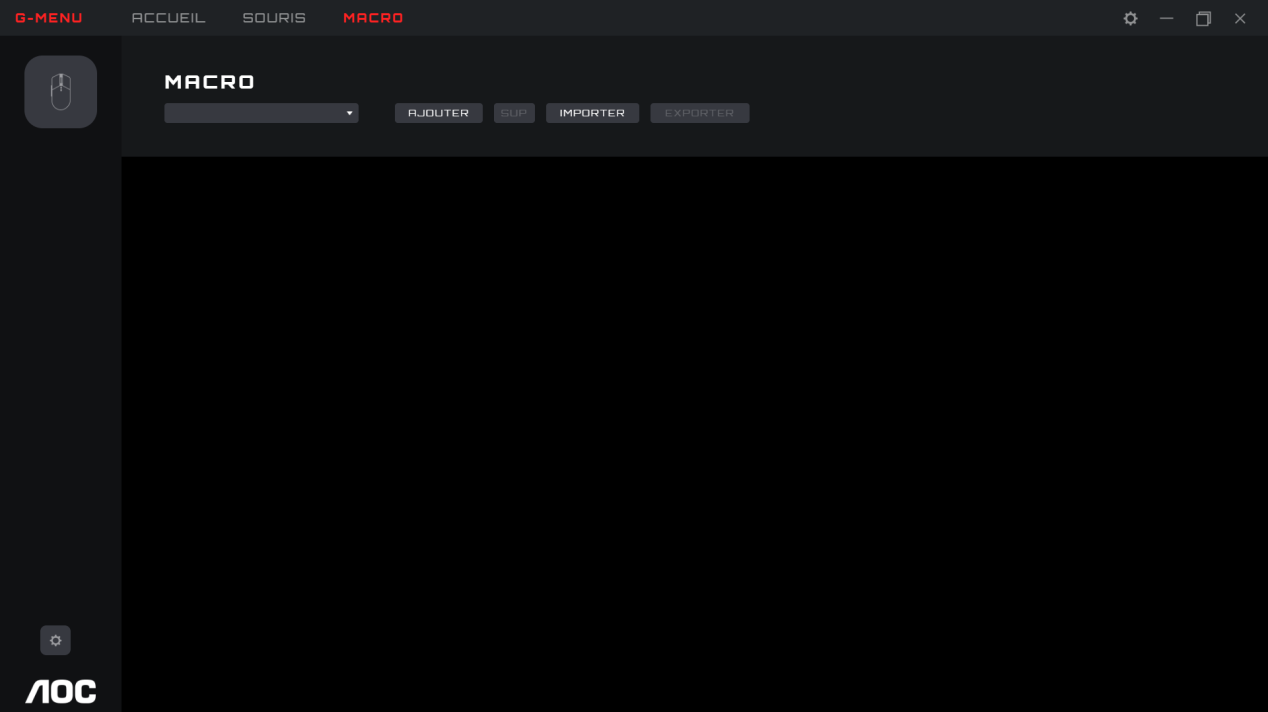 G-MENU ACCUEIL SOURIS MACRO
MACRO
AJOUTER SUP IMPORTER EXPORTER
AOC